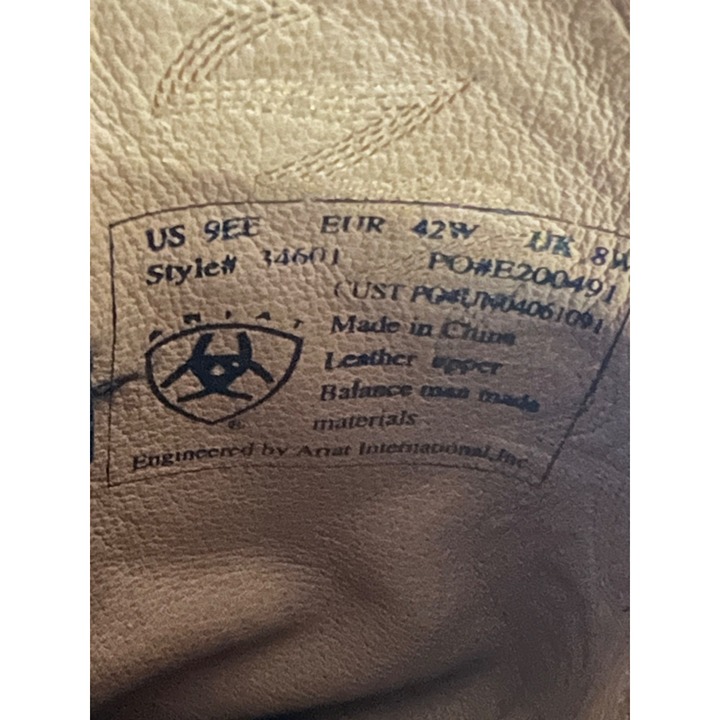 US 9EE EUR 42W UK 8W
Style# 34601 PO#E200491
CUST PO#UN04061091
ARIAT
Made in China
Leather upper
Balance man made
materials
®
Engineered by Ariat International,Inc